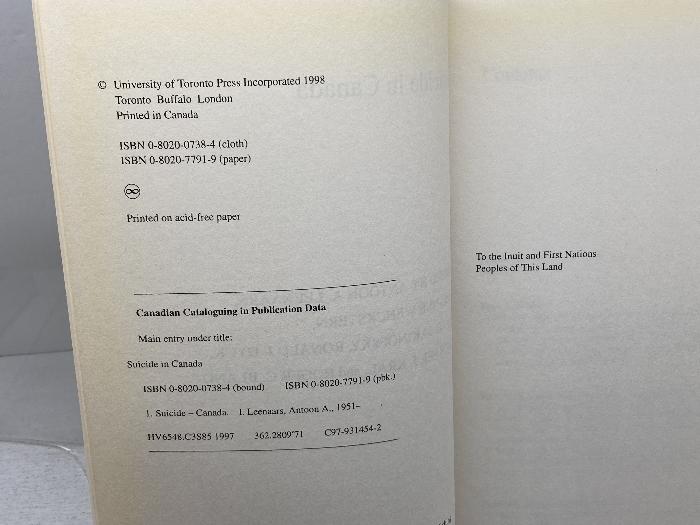 © University of Toronto Press Incorporated 1998
Toronto Buffalo London
Printed in Canada
ISBN 0-8020-0738-4 (cloth)
ISBN 0-8020-7791-9 (paper)
Printed on acid-free paper
Canadian Cataloguing in Publication Data
Main entry under title:
Suicide in Canada
ISBN 0-8020-0738-4 (bound) ISBN 0-8020-7791-9 (pbk.)
1. Suicide – Canada. I. Leenaars, Antoon A., 1951–
HV6548.C3S85 1997 362.2809'71 C97-931454-2
To the Inuit and First Nations
Peoples of This Land